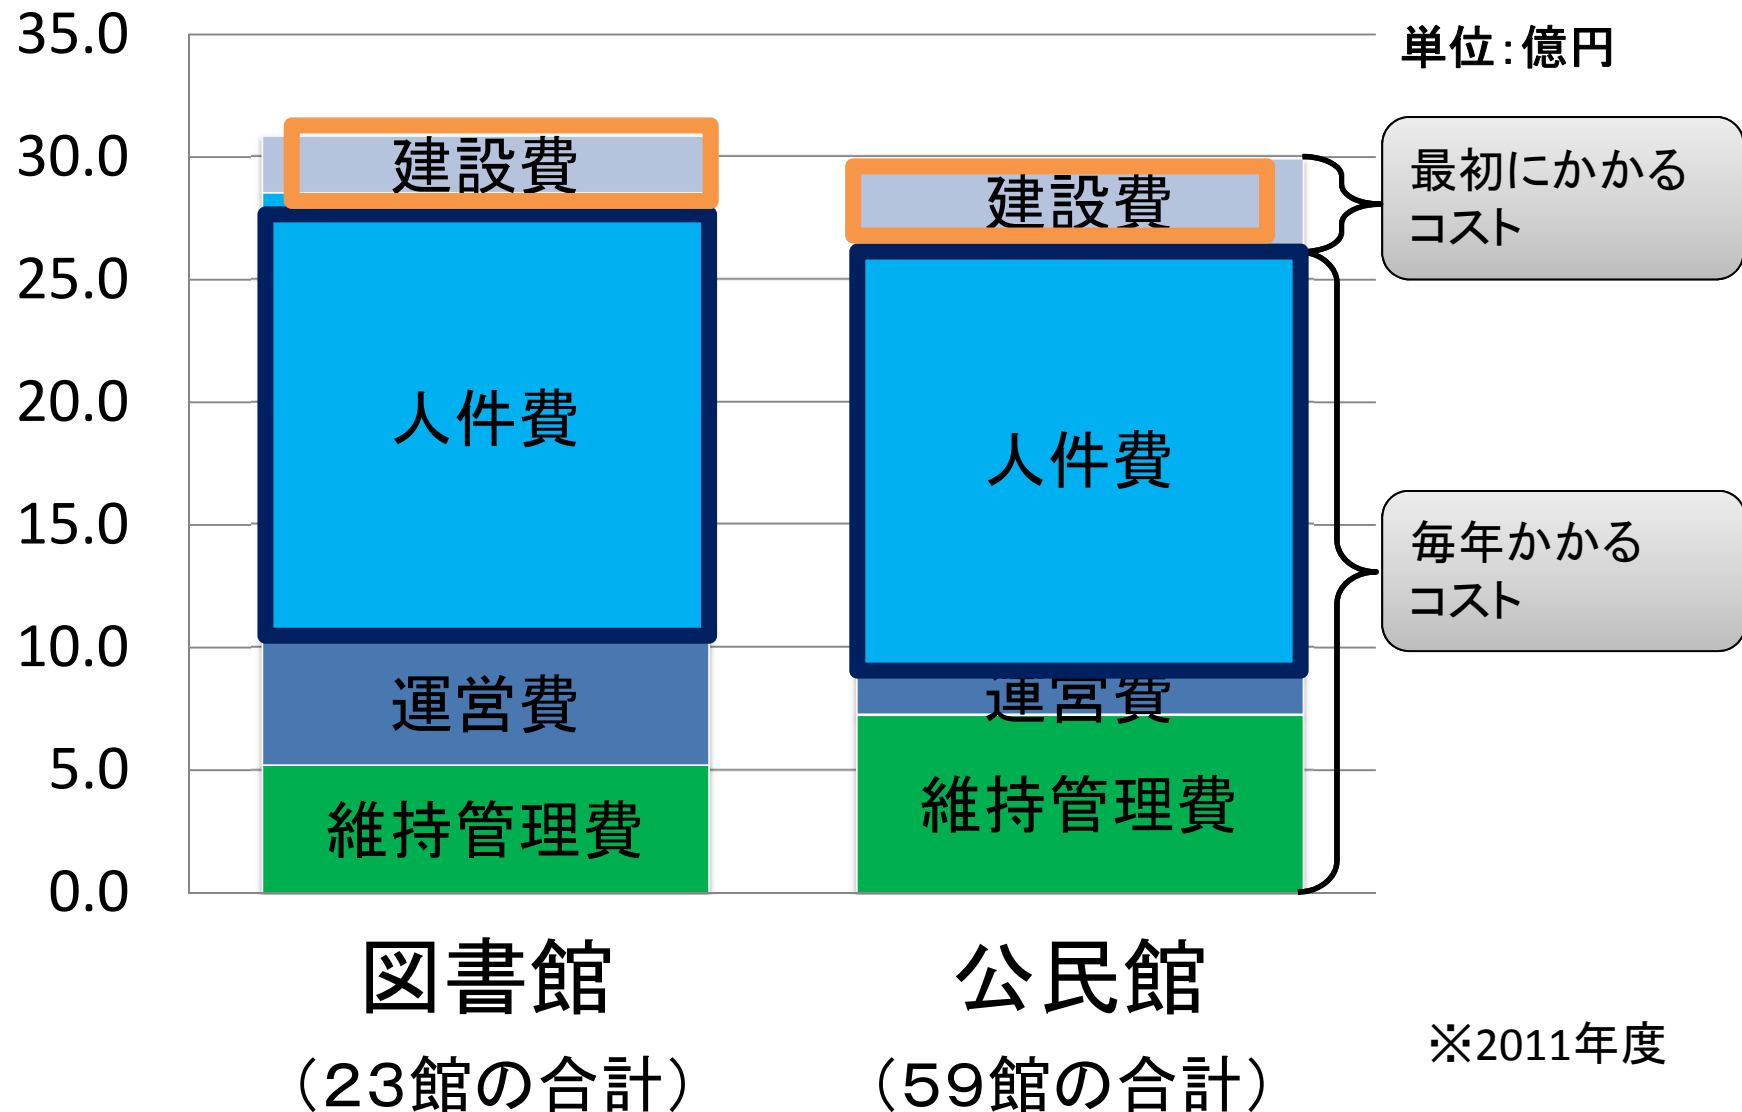 35.0
30.0
25.0
20.0
15.0
10.0
5.0
0.0
単位：億円
建設費
人件費
運営費
維持管理費
建設費
人件費
運営費
維持管理費
最初にかかる
コスト
毎年かかる
コスト
図書館
（２３館の合計）
公民館
（５９館の合計）
※2011年度